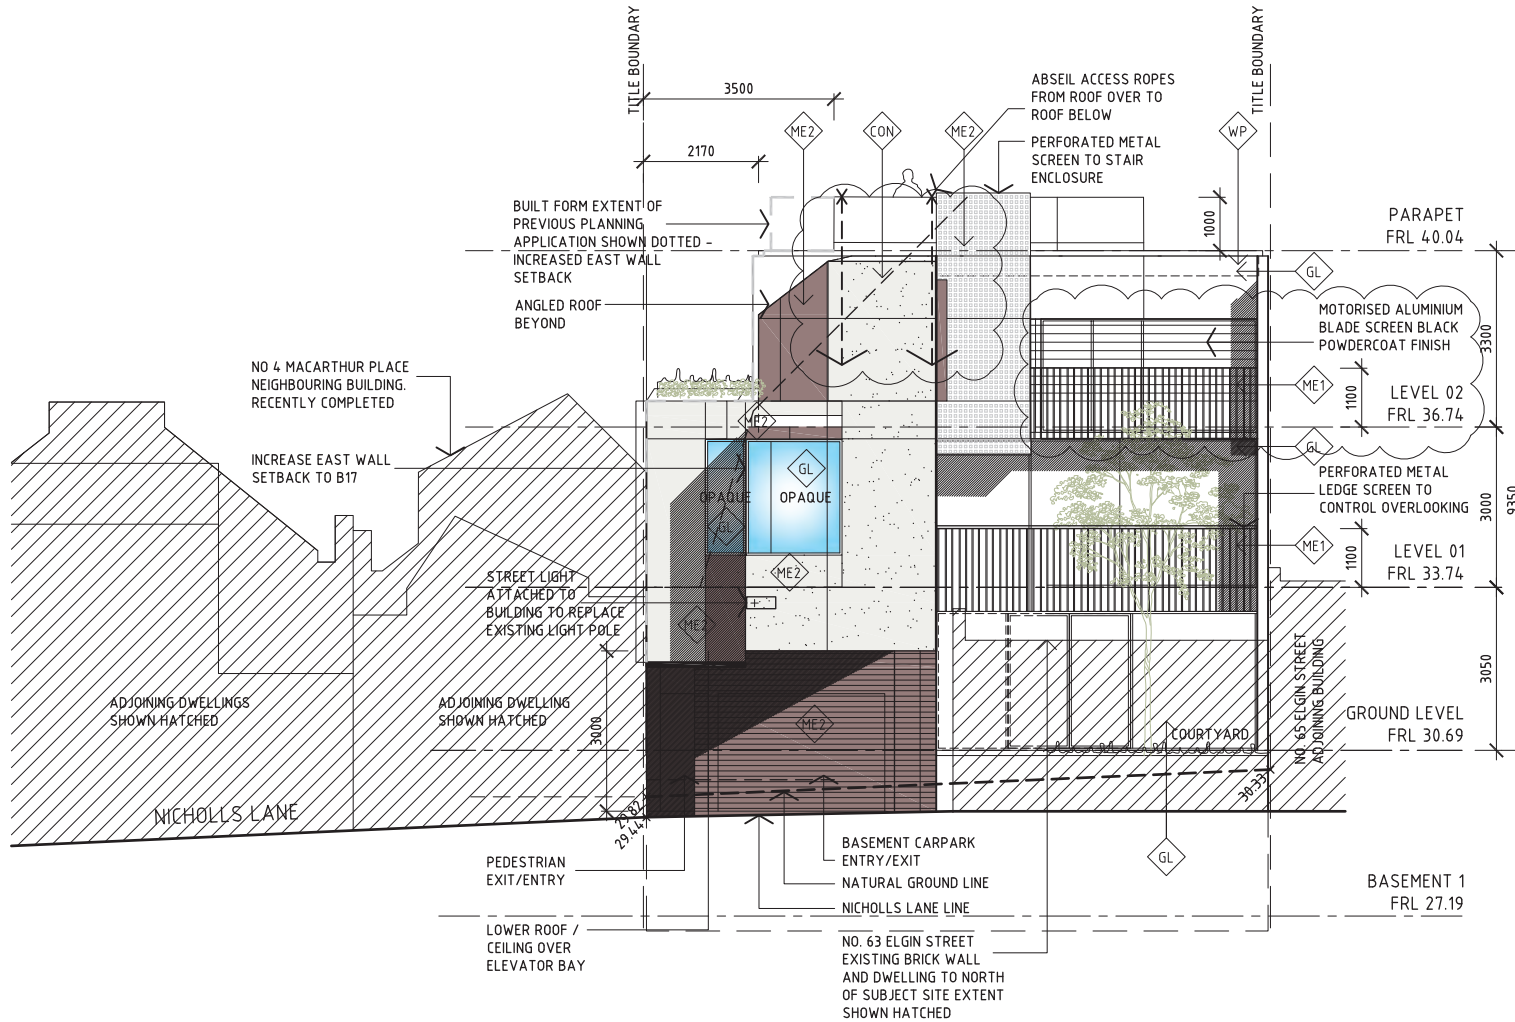 TITLE BOUNDARY
TITLE BOUNDARY
3500
2170
ME2
CON
ME2
WP
ABSEIL ACCESS ROPES
FROM ROOF OVER TO
ROOF BELOW
PERFORATED METAL
SCREEN TO STAIR
ENCLOSURE
BUILT FORM EXTENT OF
PREVIOUS PLANNING
APPLICATION SHOWN DOTTED -
INCREASED EAST WALL
SETBACK
ANGLED ROOF
BEYOND
1000
PARAPET
FRL 40.04
GL
MOTORISED ALUMINIUM
BLADE SCREEN BLACK
POWDERCOAT FINISH
3300
NO 4 MACARTHUR PLACE
NEIGHBOURING BUILDING.
RECENTLY COMPLETED
ME1
1100
LEVEL 02
FRL 36.74
ME2
GL
INCREASE EAST WALL
SETBACK TO B17
GL
OPAQUE
OPAQUE
GL
PERFORATED METAL
LEDGE SCREEN TO
CONTROL OVERLOOKING
3000
9350
ME1
1100
LEVEL 01
FRL 33.74
ME2
STREET LIGHT
ATTACHED TO
BUILDING TO REPLACE
EXISTING LIGHT POLE
ME2
ADJOINING DWELLINGS
SHOWN HATCHED
ADJOINING DWELLING
SHOWN HATCHED
3000
ME2
COURTYARD
NO. 65 ELGIN STREET
ADJOINING BUILDING
3050
GROUND LEVEL
FRL 30.69
NICHOLLS LANE
29.82
29.44
30.33
PEDESTRIAN
EXIT/ENTRY
BASEMENT CARPARK
ENTRY/EXIT
NATURAL GROUND LINE
NICHOLLS LANE LINE
GL
BASEMENT 1
FRL 27.19
LOWER ROOF /
CEILING OVER
ELEVATOR BAY
NO. 63 ELGIN STREET
EXISTING BRICK WALL
AND DWELLING TO NORTH
OF SUBJECT SITE EXTENT
SHOWN HATCHED